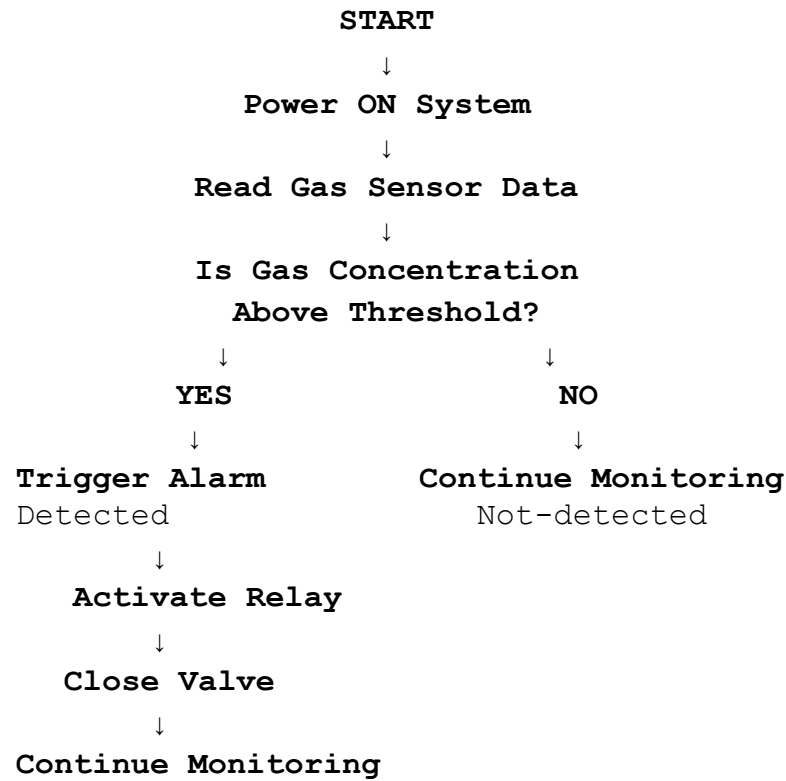 START
↓
Power ON System
↓
Read Gas Sensor Data
↓
Is Gas Concentration
Above Threshold?
↓ ↓
YES NO
↓ ↓
Trigger Alarm Continue Monitoring
Detected Not-detected
↓
Activate Relay
↓
Close Valve
↓
Continue Monitoring